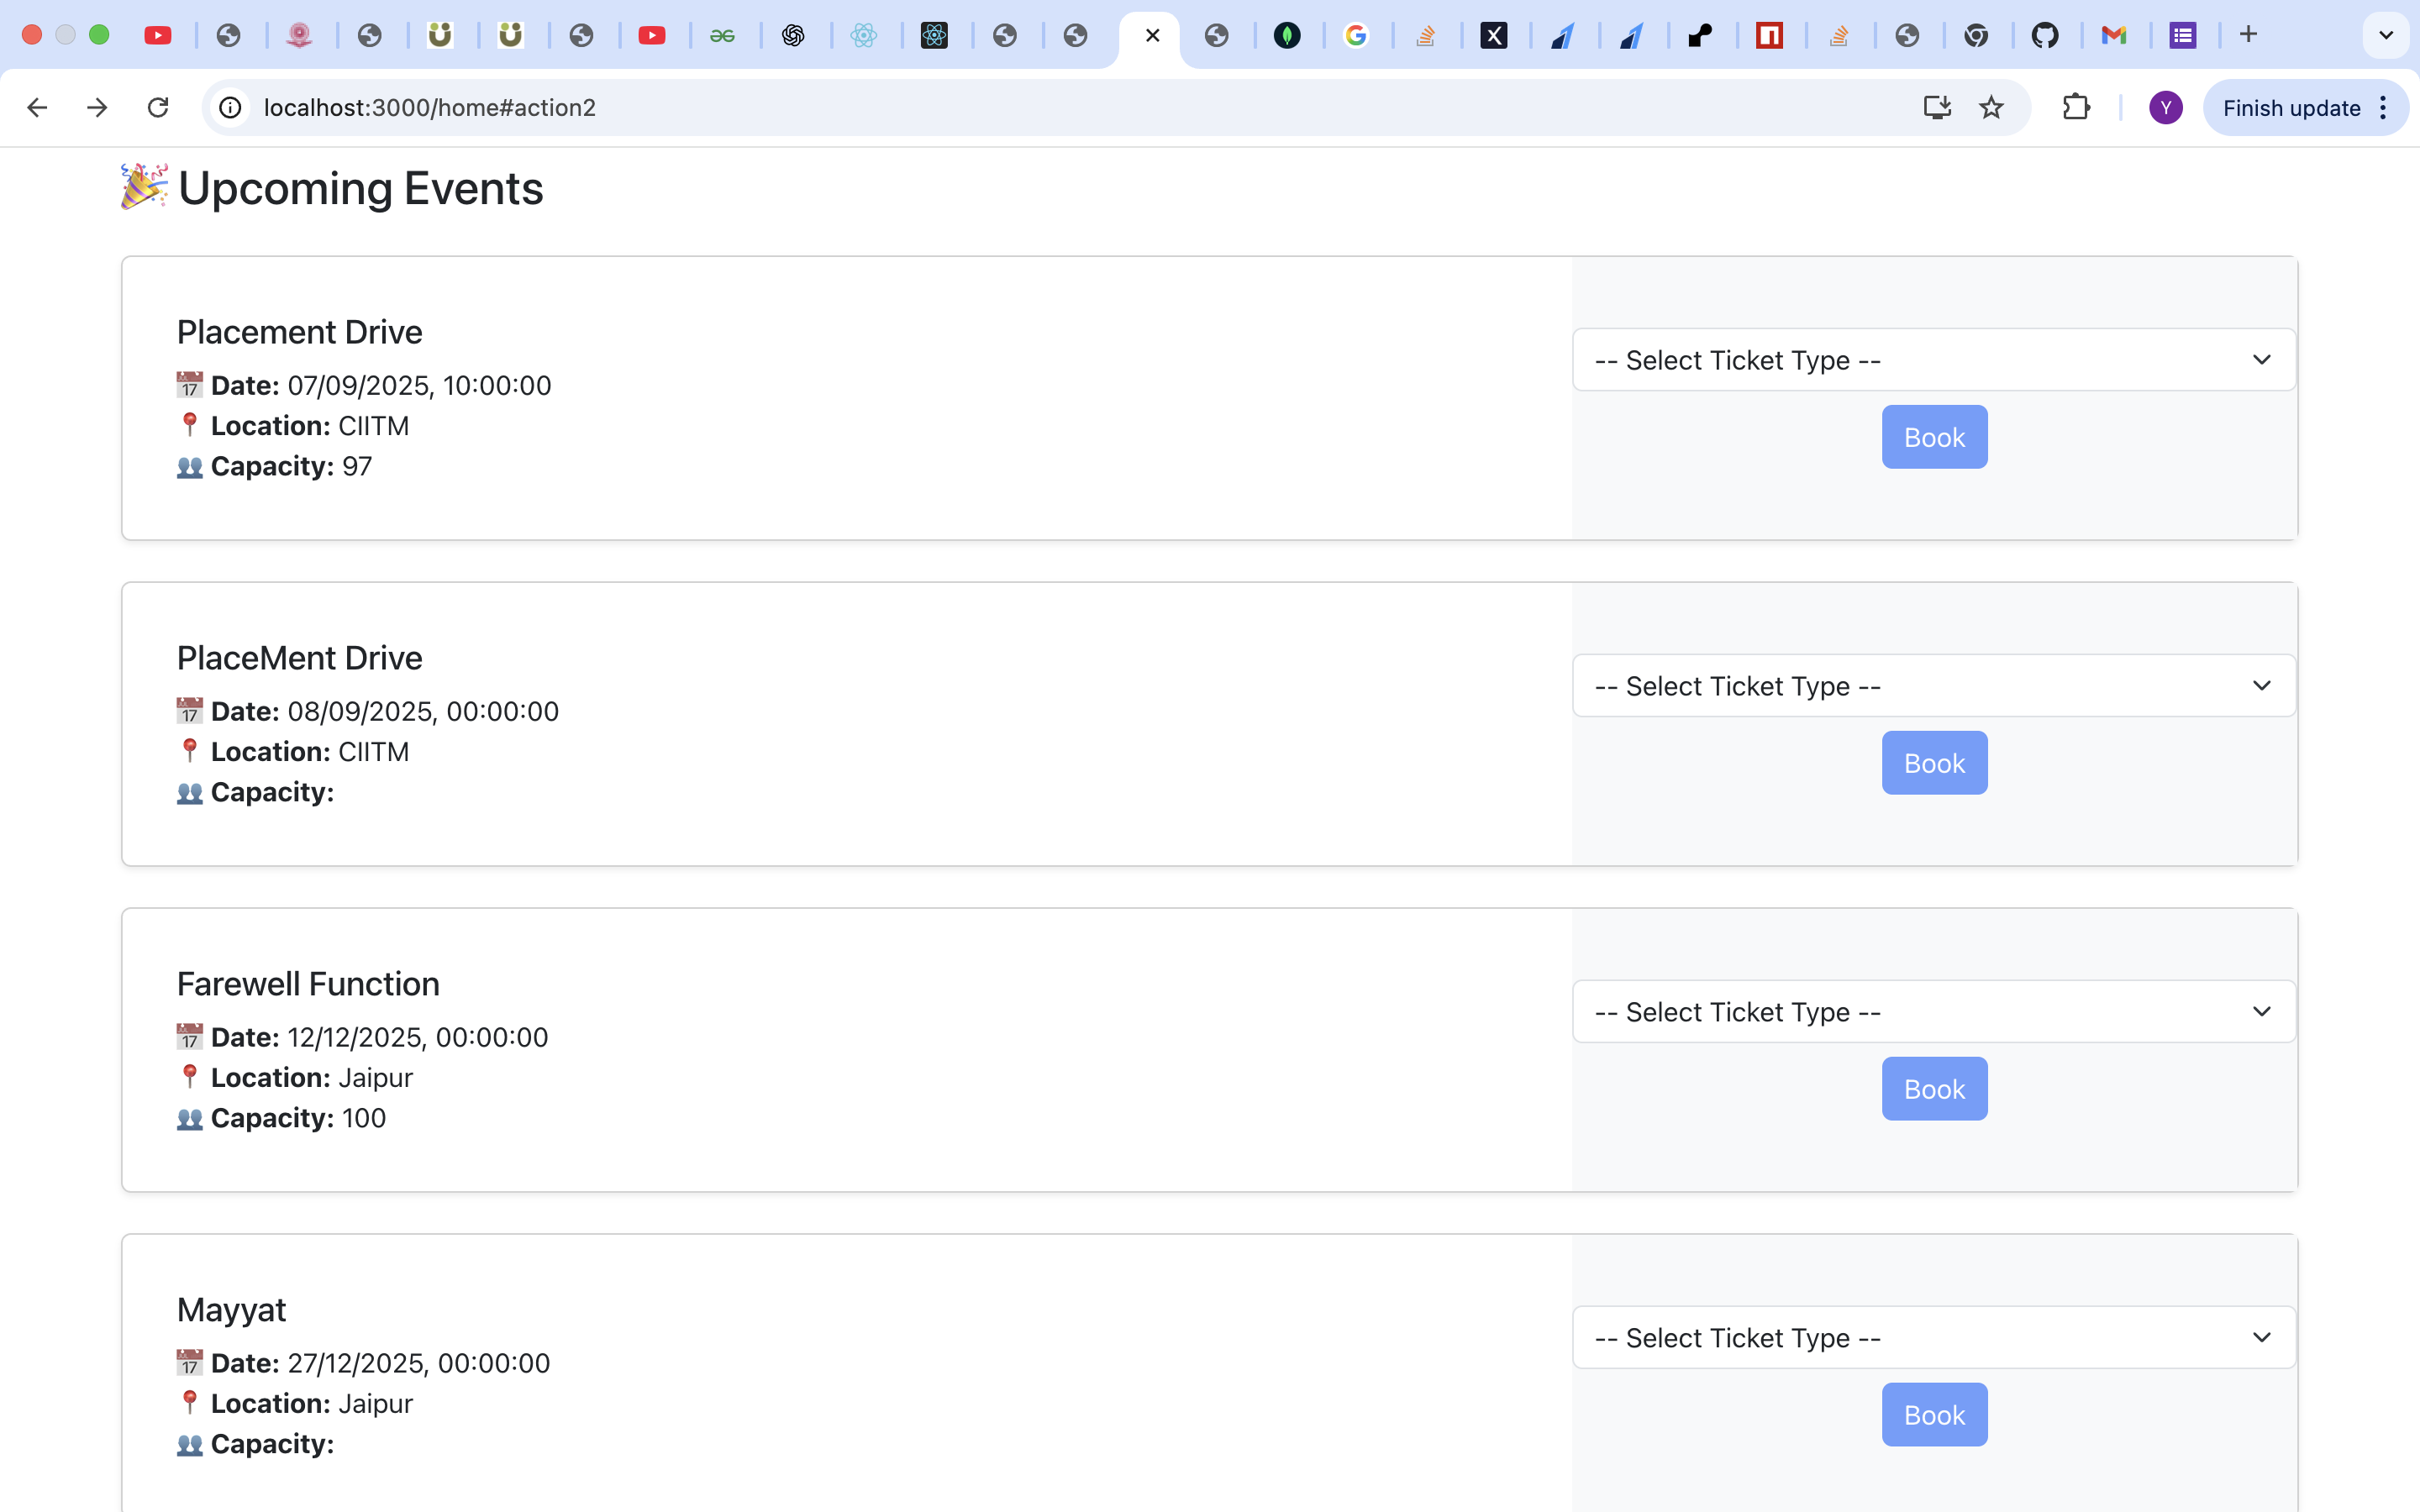 localhost:3000/home#action2
Y
Finish update
🎉 Upcoming Events
Placement Drive
📅 Date: 07/09/2025, 10:00:00
📍 Location: CIITM
👥 Capacity: 97
-- Select Ticket Type --
Book
PlaceMent Drive
📅 Date: 08/09/2025, 00:00:00
📍 Location: CIITM
👥 Capacity:
-- Select Ticket Type --
Book
Farewell Function
📅 Date: 12/12/2025, 00:00:00
📍 Location: Jaipur
👥 Capacity: 100
-- Select Ticket Type --
Book
Mayyat
📅 Date: 27/12/2025, 00:00:00
📍 Location: Jaipur
👥 Capacity:
-- Select Ticket Type --
Book